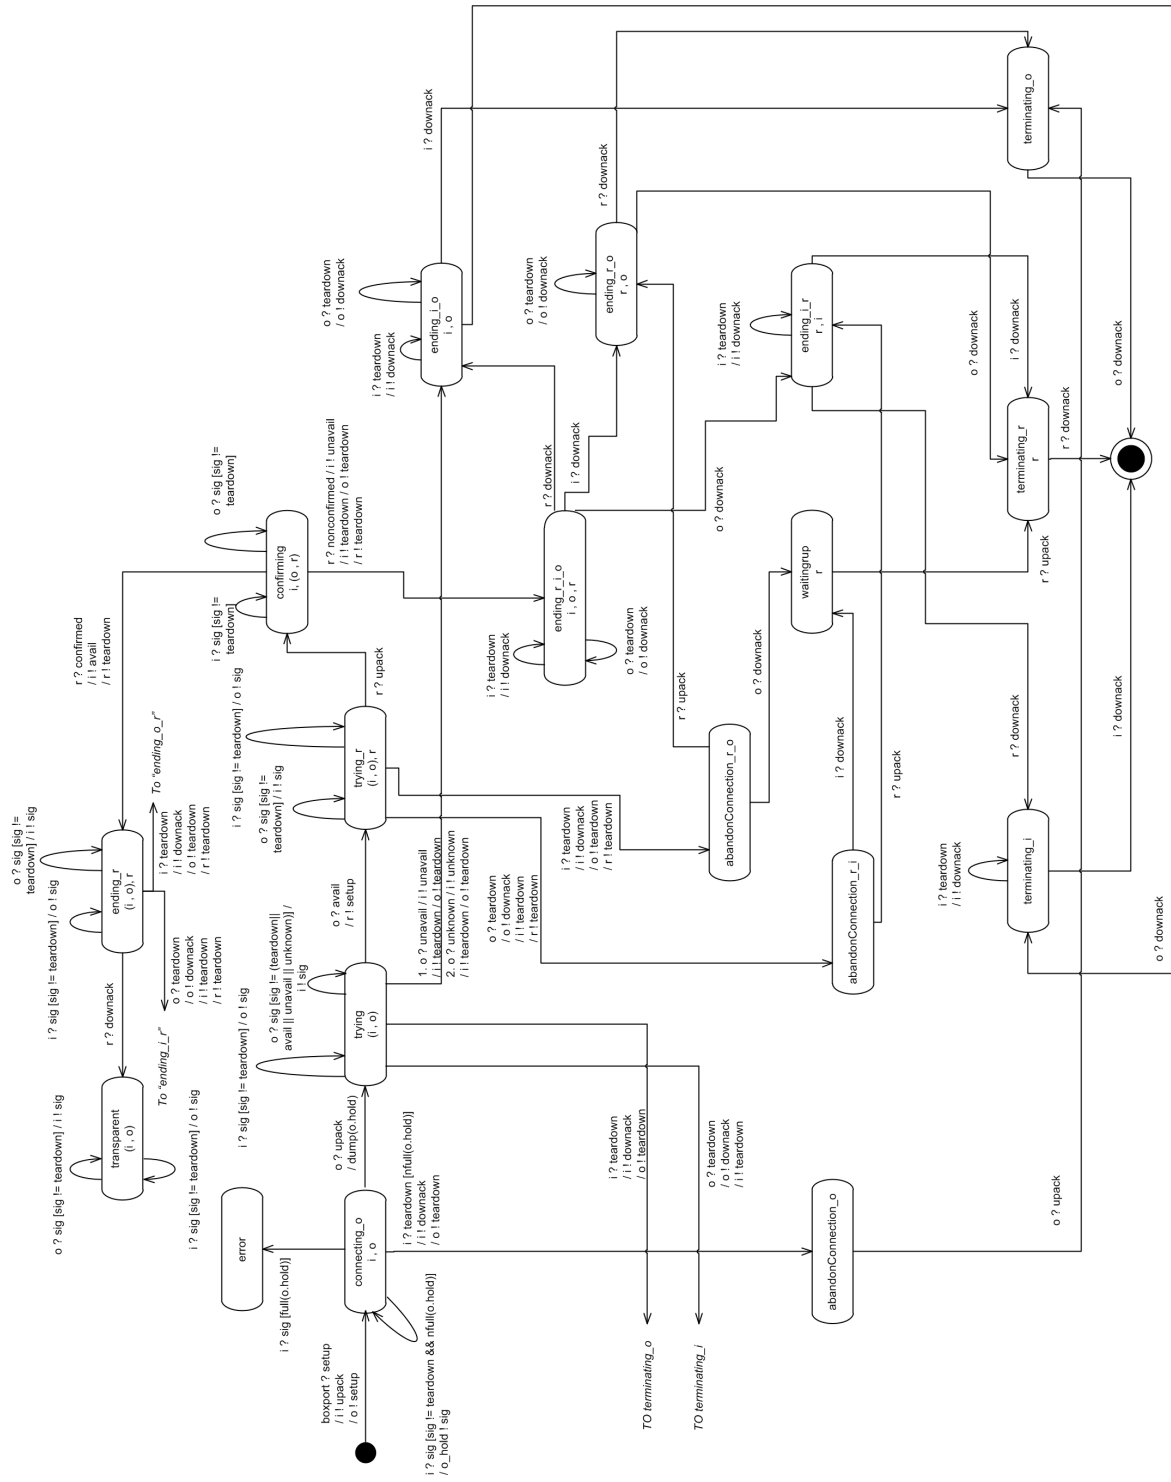 boxport ? setup
/ i ! upack
/ o ! setup
i ? sig [sig != teardown && nfull(o.hold)]
/ o_hold ! sig
connecting_o
i , o
i ? sig [full(o.hold)]
error
i ? teardown [nfull(o.hold)]
/ i ! downack
/ o ! teardown
abandonConnection_o
o ? upack
o ? upack
/ dump(o.hold)
trying
(i , o)
i ? sig [sig != teardown] / o ! sig
o ? sig [sig != (teardown||
avail || unavail || unknown)] /
i ! sig
i ? teardown
/ i ! downack
/ o ! teardown
TO terminating_o
o ? teardown
/ o ! downack
/ i ! teardown
TO terminating_i
1. o ? unavail / i ! unavail
/ i ! teardown / o ! teardown
2. o ? unknown / i ! unknown
/ i ! teardown / o ! teardown
o ? avail
/ r ! setup
trying_r
(i , o), r
o ? sig [sig !=
teardown] / i ! sig
i ? sig [sig != teardown] / o ! sig
o ? teardown
/ o ! downack
/ i ! teardown
/ r ! teardown
abandonConnection_r_i
i ? teardown
/ i ! downack
/ o ! teardown
/ r ! teardown
abandonConnection_r_o
r ? upack
confirming
i, (o , r)
i ? sig [sig !=
teardown]
o ? sig [sig !=
teardown]
r ? confirmed
/ i ! avail
/ r ! teardown
r ? nonconfirmed / i ! unavail
/ i ! teardown / o ! teardown
/ r ! teardown
ending_r
(i , o), r
i ? sig [sig != teardown] / o ! sig
o ? sig [sig !=
teardown] / i ! sig
To "ending_o_r"
i ? teardown
/ i ! downack
/ o ! teardown
/ r ! teardown
To "ending_i_r"
o ? teardown
/ o ! downack
/ i ! teardown
/ r ! teardown
r ? downack
transparent
(i , o)
o ? sig [sig != teardown] / i ! sig
i ? sig [sig != teardown] / o ! sig
ending_r_i_o
i , o , r
i ? teardown
/ i ! downack
o ? teardown
/ o ! downack
r ? downack
i ? downack
o ? downack
ending_i_o
i , o
i ? teardown
/ i ! downack
o ? teardown
/ o ! downack
i ? downack
o ? downack
ending_r_o
r , o
o ? teardown
/ o ! downack
r ? downack
o ? downack
ending_i_r
r , i
i ? teardown
/ i ! downack
i ? downack
r ? downack
r ? upack
o ? downack
i ? downack
r ? upack
waitingrup
r
r ? upack
terminating_o
o ? downack
terminating_r
r
r ? downack
terminating_i
i ? teardown
/ i ! downack
i ? downack